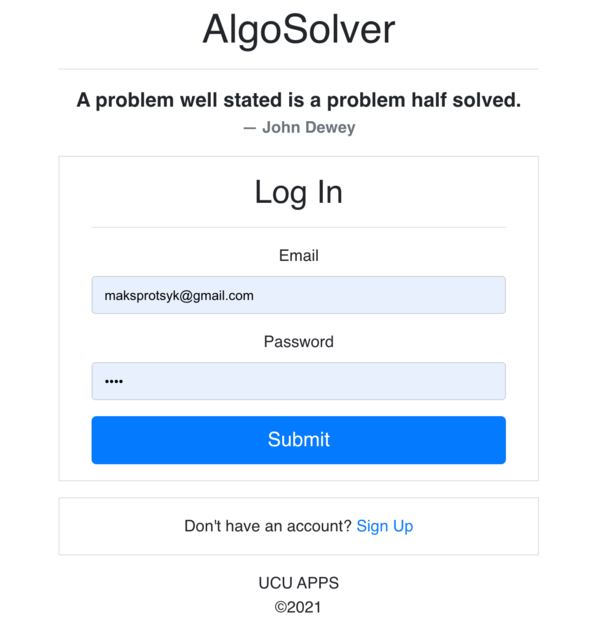 AlgoSolver
A problem well stated is a problem half solved.
— John Dewey
Log In
Email
maksprotsyk@gmail.com
Password
••••
Submit
Don't have an account? Sign Up
UCU APPS
©2021